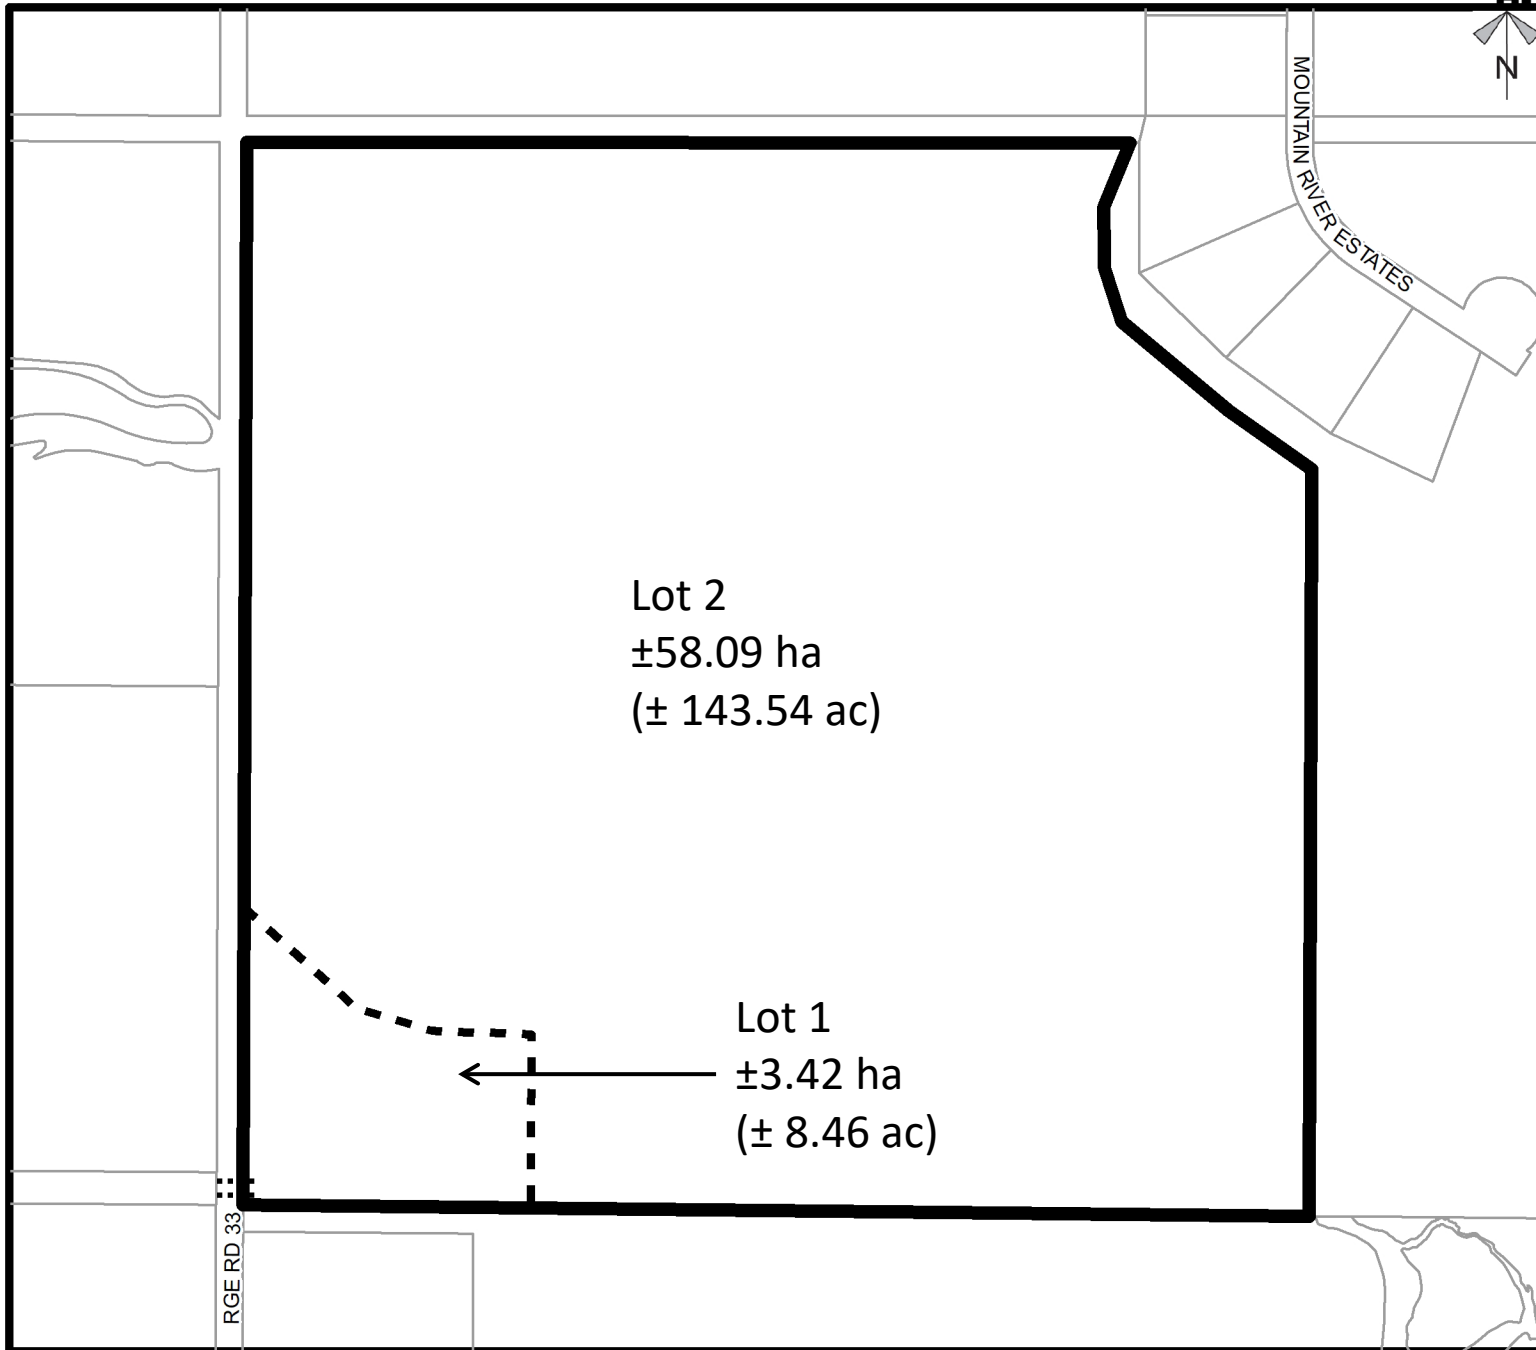 N
MOUNTAIN RIVER ESTATES
Lot 2
±58.09 ha
(± 143.54 ac)
Lot 1
±3.42 ha
(± 8.46 ac)
RGE RD 33